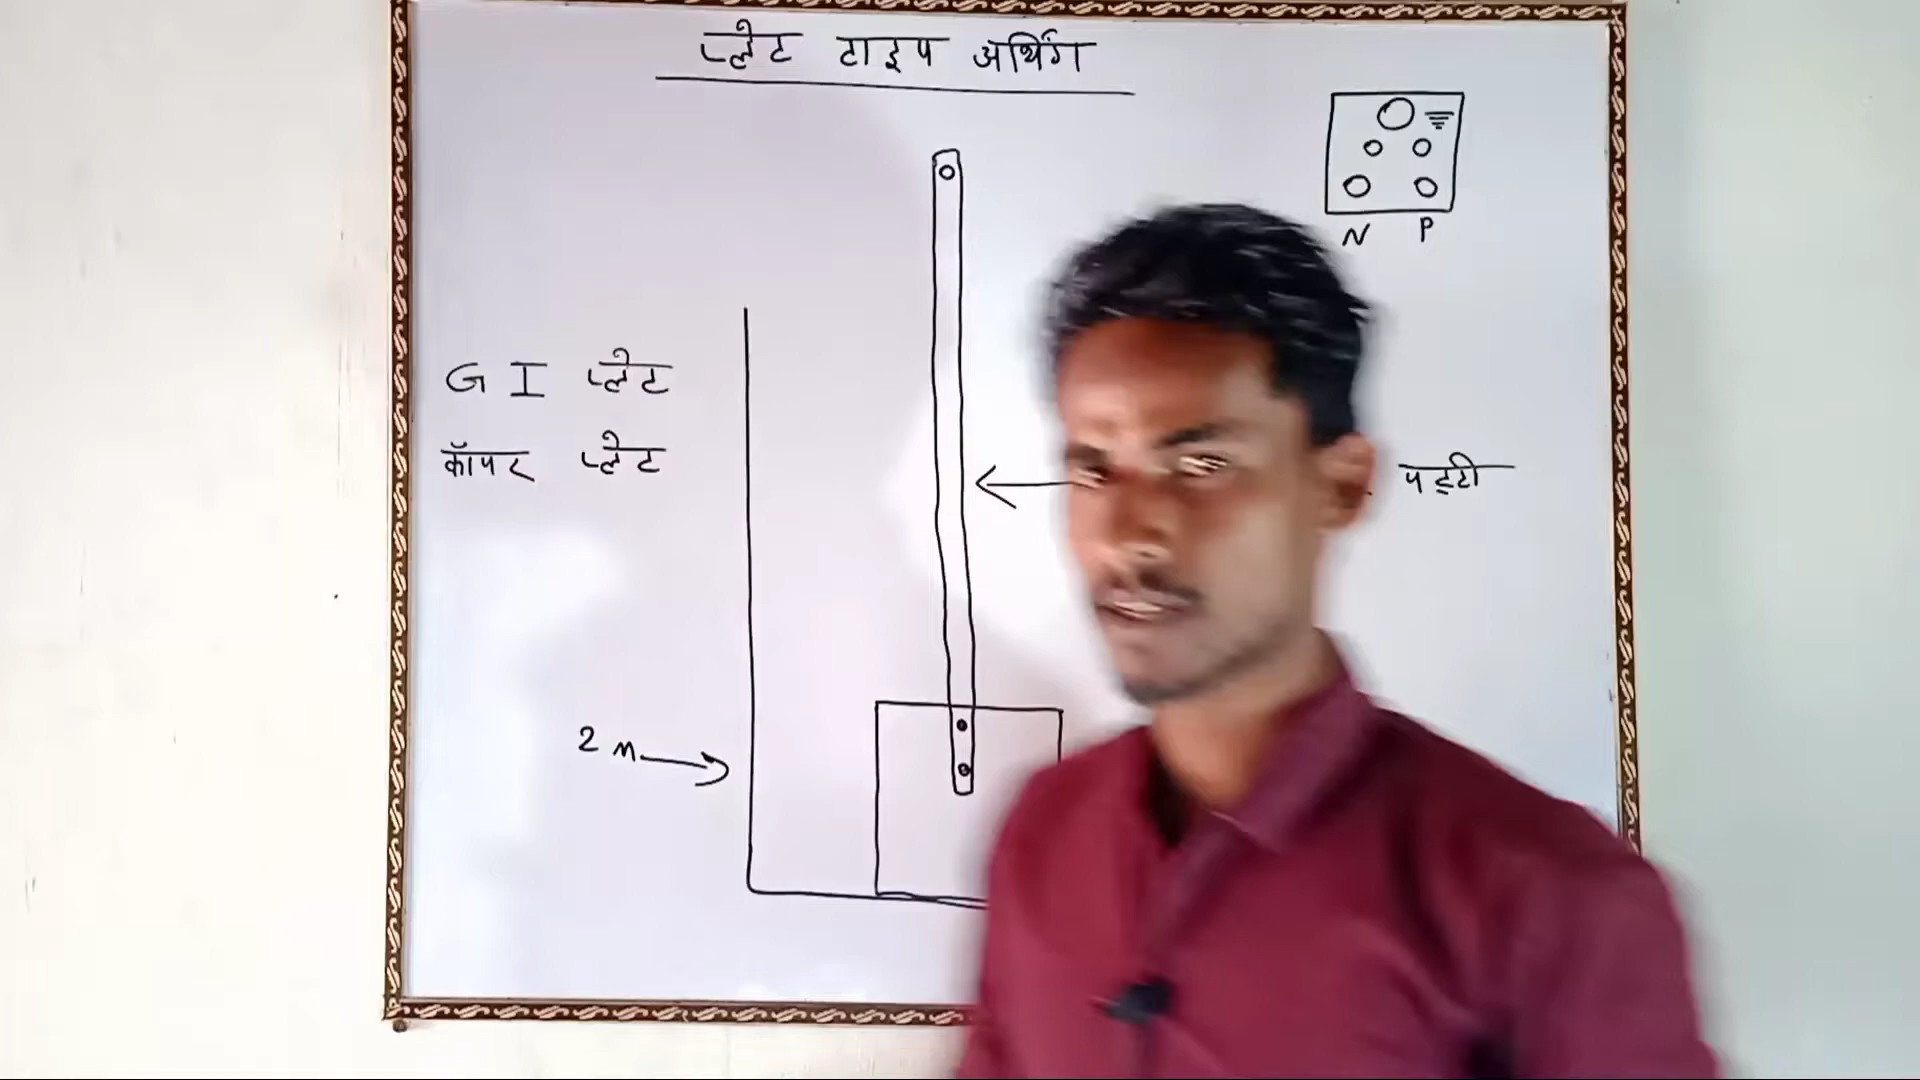 प्लेट टाइप अर्थिंग
N P
G I प्लेट
कॉपर प्लेट
पट्टी
2 m